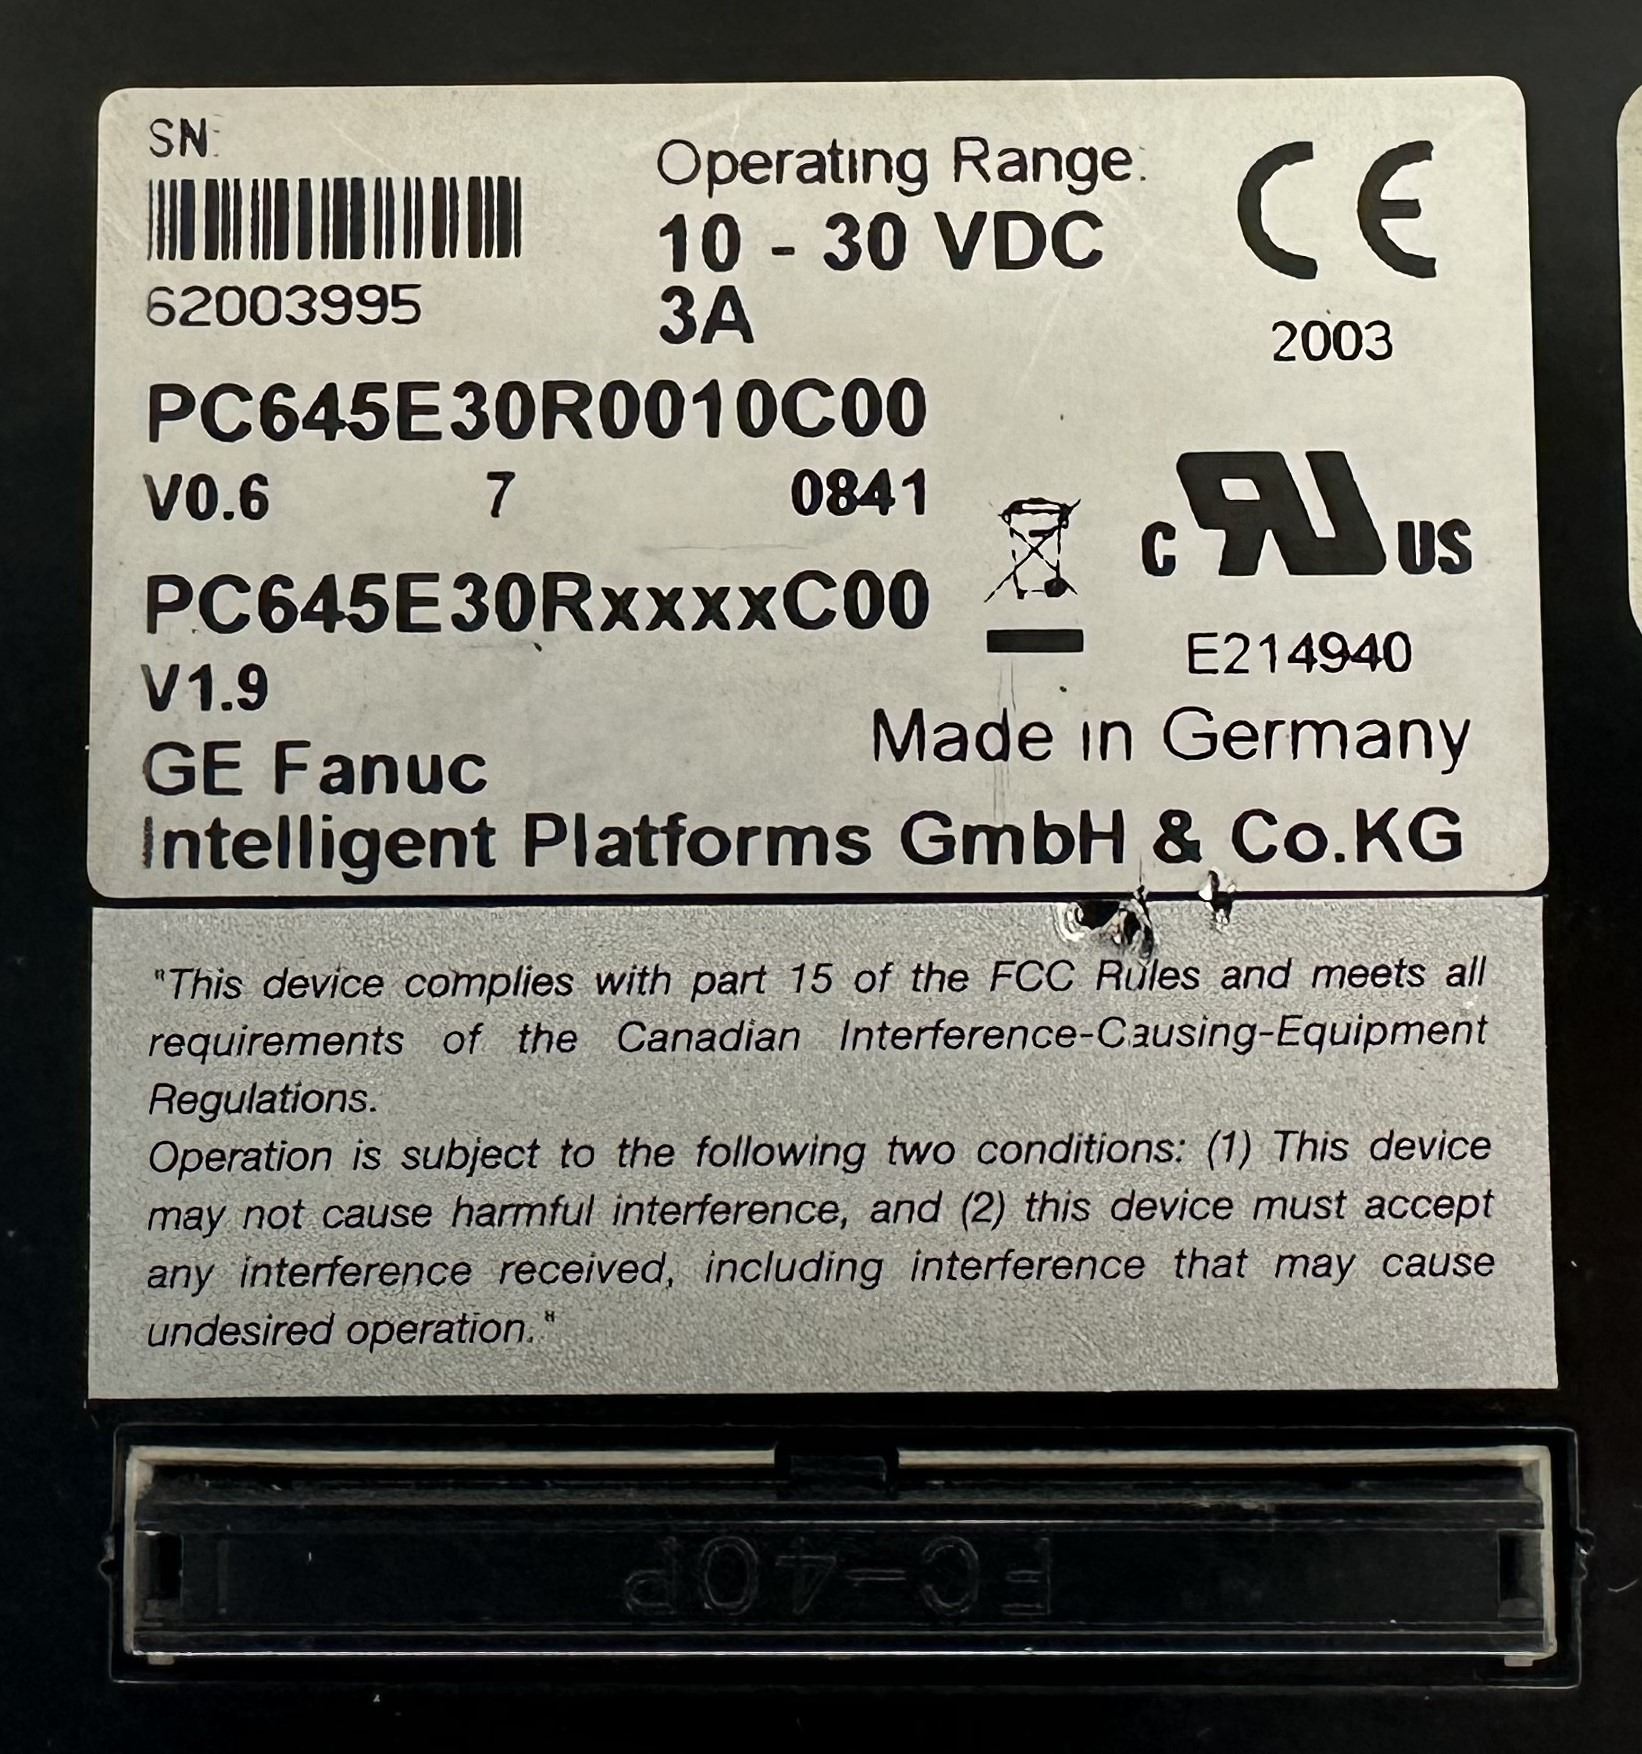 SN:
Operating Range:
10 - 30 VDC
3A
62003995
CE
2003
PC645E30R0010C00
V0.6 7 0841
PC645E30RxxxxC00
V1.9
c RU US
E214940
Made in Germany
GE Fanuc
Intelligent Platforms GmbH & Co.KG
"This device complies with part 15 of the FCC Rules and meets all
requirements of the Canadian Interference-Causing-Equipment
Regulations.
Operation is subject to the following two conditions: (1) This device
may not cause harmful interference, and (2) this device must accept
any interference received, including interference that may cause
undesired operation."
FC-40P